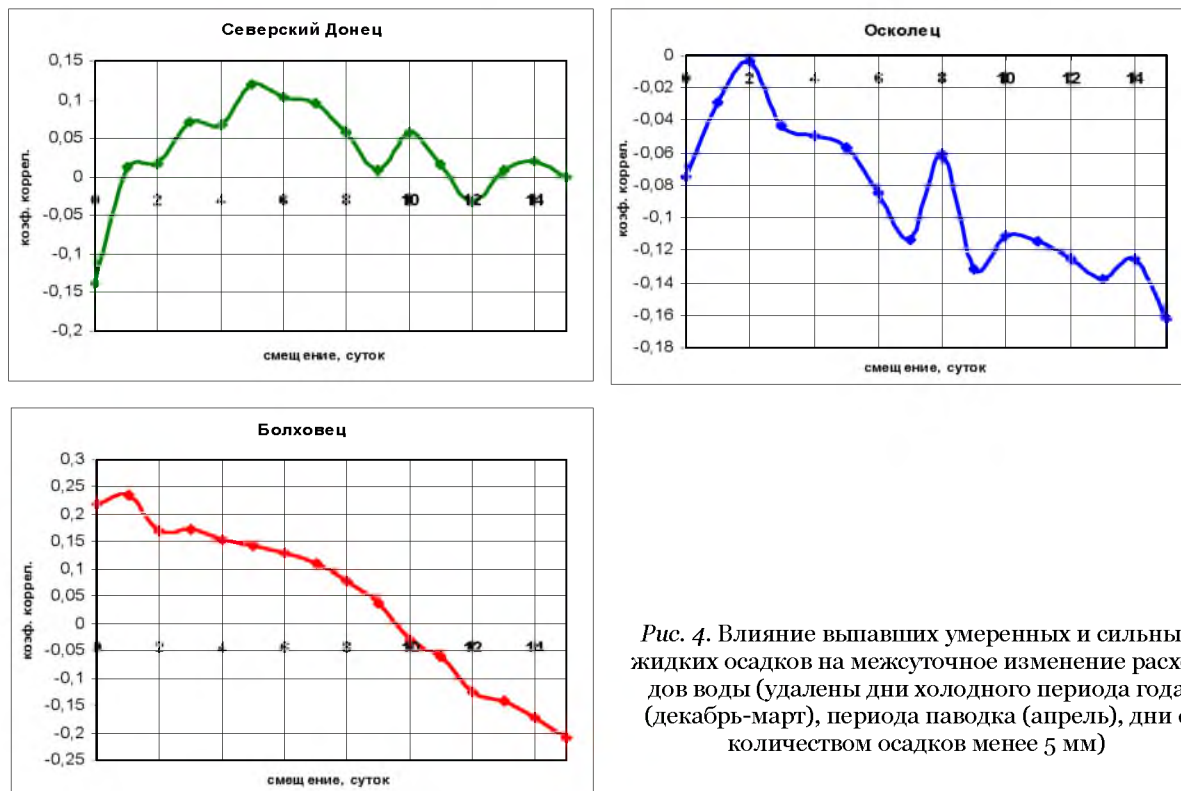 Северский Донец
0,15
0,1
0,05
0
-0,05
-0,1
-0,15
-0,2
0 2 4 6 8 10 12 14
коэф. коррел.
смещение, суток
Осколец
0
-0,02
-0,04
-0,06
-0,08
-0,1
-0,12
-0,14
-0,16
-0,18
0 2 4 6 8 10 12 14
коэф. коррел.
смещение, суток
Болховец
0,3
0,25
0,2
0,15
0,1
0,05
0
-0,05
-0,1
-0,15
-0,2
-0,25
0 2 4 6 8 10 12 14
коэф. коррел.
смещение, суток
Рис. 4. Влияние выпавших умеренных и сильны
жидких осадков на межсуточное изменение расх
дов воды (удалены дни холодного периода года
(декабрь-март), периода паводка (апрель), дни
количеством осадков менее 5 мм)